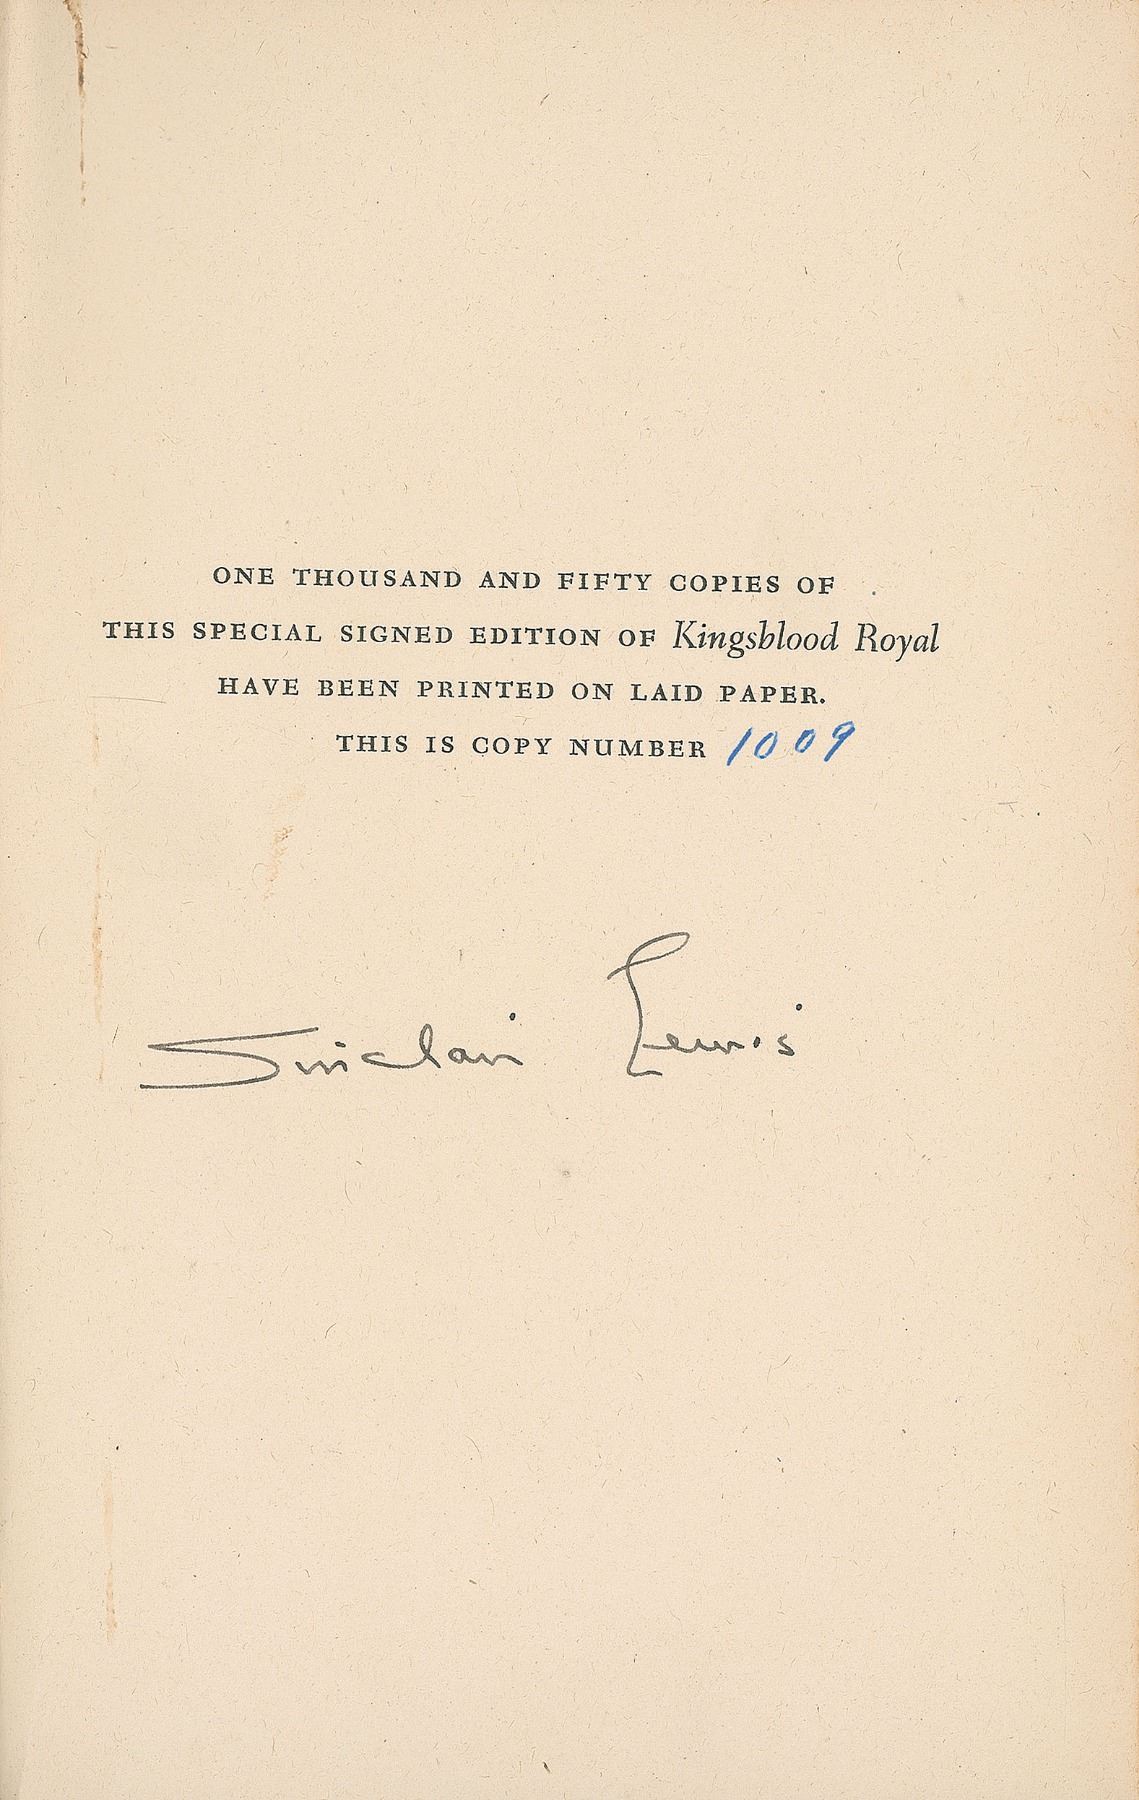 ONE THOUSAND AND FIFTY COPIES OF
THIS SPECIAL SIGNED EDITION OF Kingsblood Royal
HAVE BEEN PRINTED ON LAID PAPER.
THIS IS COPY NUMBER 1009
Sinclair Lewis